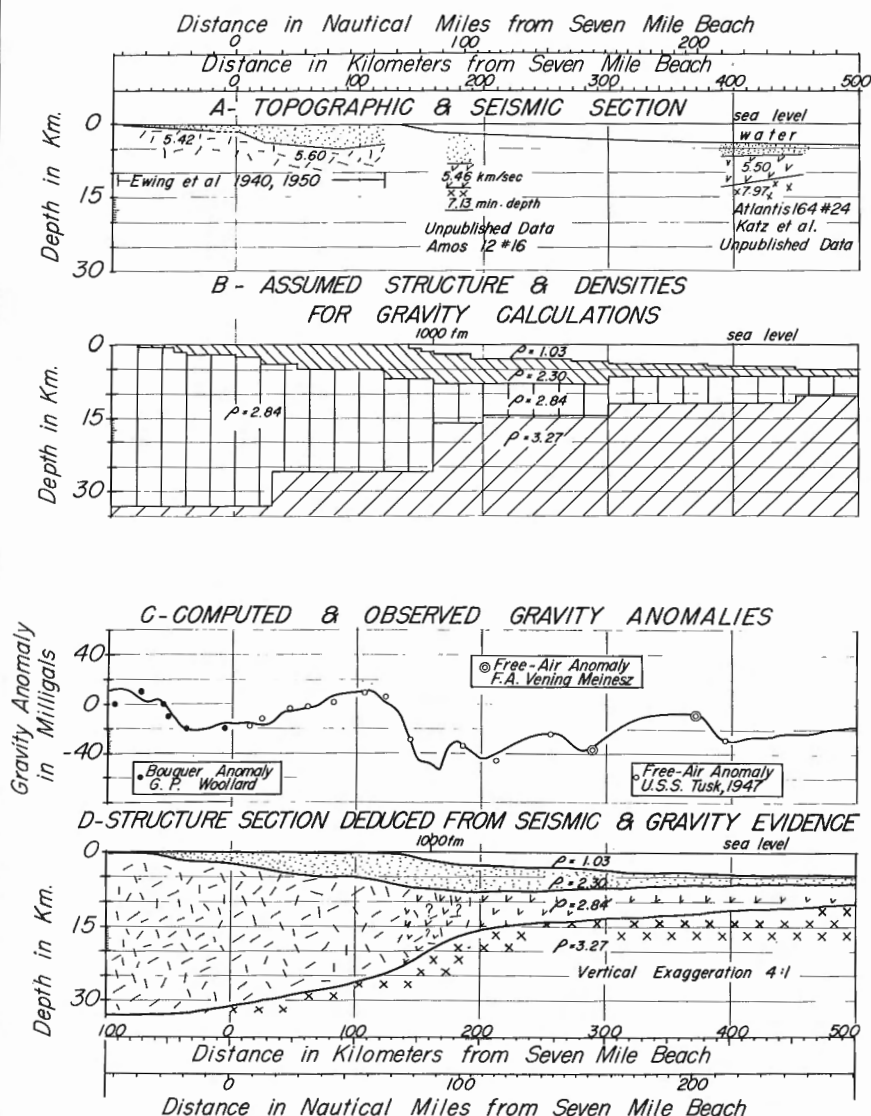 Distance in Nautical Miles from Seven Mile Beach
0 100 200
Distance in Kilometers from Seven Mile Beach
0 100 200 300 400 500
A- TOPOGRAPHIC & SEISMIC SECTION
sea level
water
Depth in Km.
0
15
30
5.42
5.60
Ewing et al 1940, 1950
5.46 km/sec
7.13 min. depth
Unpublished Data
Amos 12 #16
5.50
7.97
Atlantis 164 #24
Katz et al.
Unpublished Data
B- ASSUMED STRUCTURE & DENSITIES
FOR GRAVITY CALCULATIONS
1000 fm
sea level
Depth in Km.
0
15
30
ρ=1.03
ρ=2.30
ρ=2.84
ρ=2.84
ρ=3.27
C-COMPUTED & OBSERVED GRAVITY ANOMALIES
Gravity Anomaly
in Milligals
40
0
-40
Free-Air Anomaly
F.A. Vening Meinesz
Bouguer Anomaly
G. P. Woollard
Free-Air Anomaly
U.S.S. Tusk, 1947
D-STRUCTURE SECTION DEDUCED FROM SEISMIC & GRAVITY EVIDENCE
1000fm
sea level
Depth in Km.
0
15
30
ρ=1.03
ρ=2.30
ρ=2.84
ρ=3.27
? ?
?
Vertical Exaggeration 4:1
100 0 100 200 300 400 500
Distance in Kilometers from Seven Mile Beach
0 100 200
Distance in Nautical Miles from Seven Mile Beach